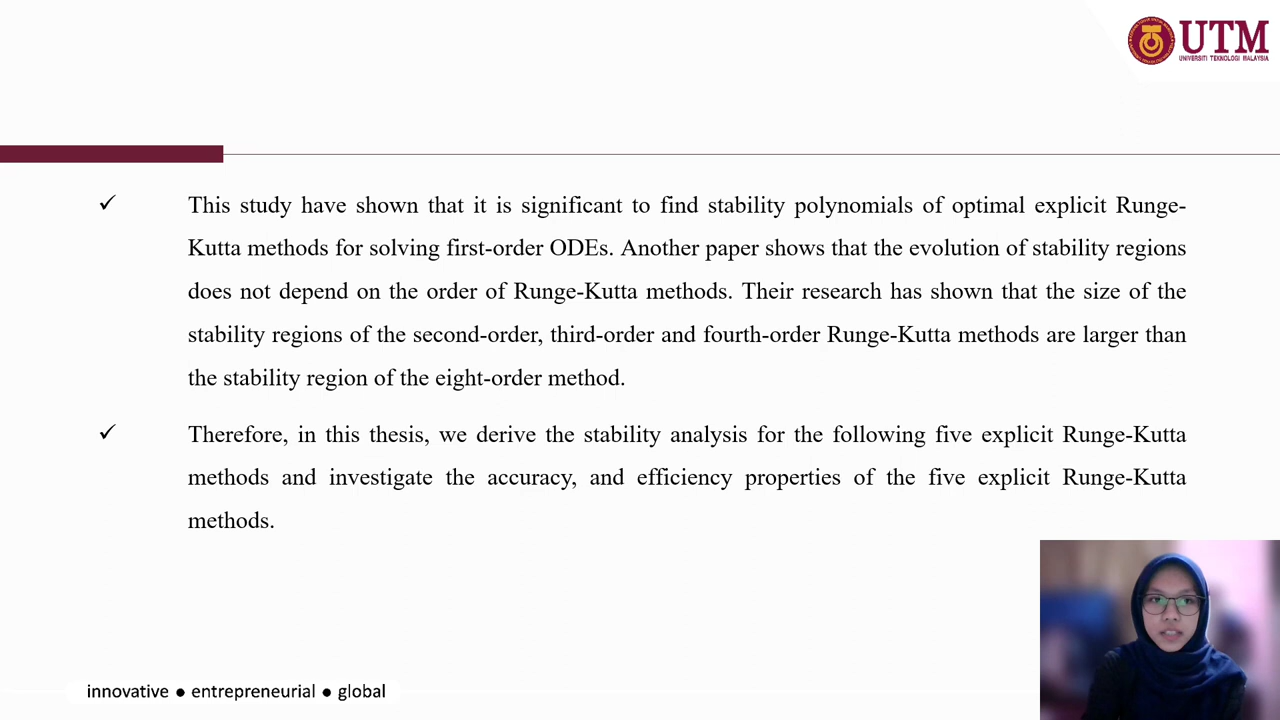 UTM
UNIVERSITI TEKNOLOGI MALAYSIA
✓ This study have shown that it is significant to find stability polynomials of optimal explicit Runge-
Kutta methods for solving first-order ODEs. Another paper shows that the evolution of stability regions
does not depend on the order of Runge-Kutta methods. Their research has shown that the size of the
stability regions of the second-order, third-order and fourth-order Runge-Kutta methods are larger than
the stability region of the eight-order method.
✓ Therefore, in this thesis, we derive the stability analysis for the following five explicit Runge-Kutta
methods and investigate the accuracy, and efficiency properties of the five explicit Runge-Kutta
methods.
innovative ● entrepreneurial ● global